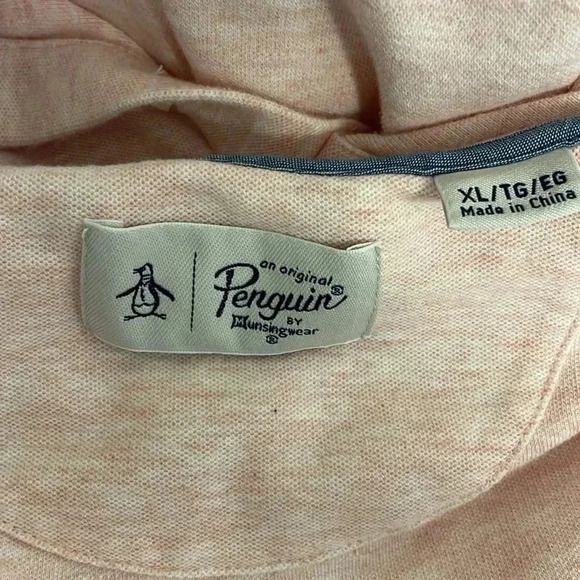 an original
Penguin®
BY
Munsingwear
®
XL/TG/EG
Made in China